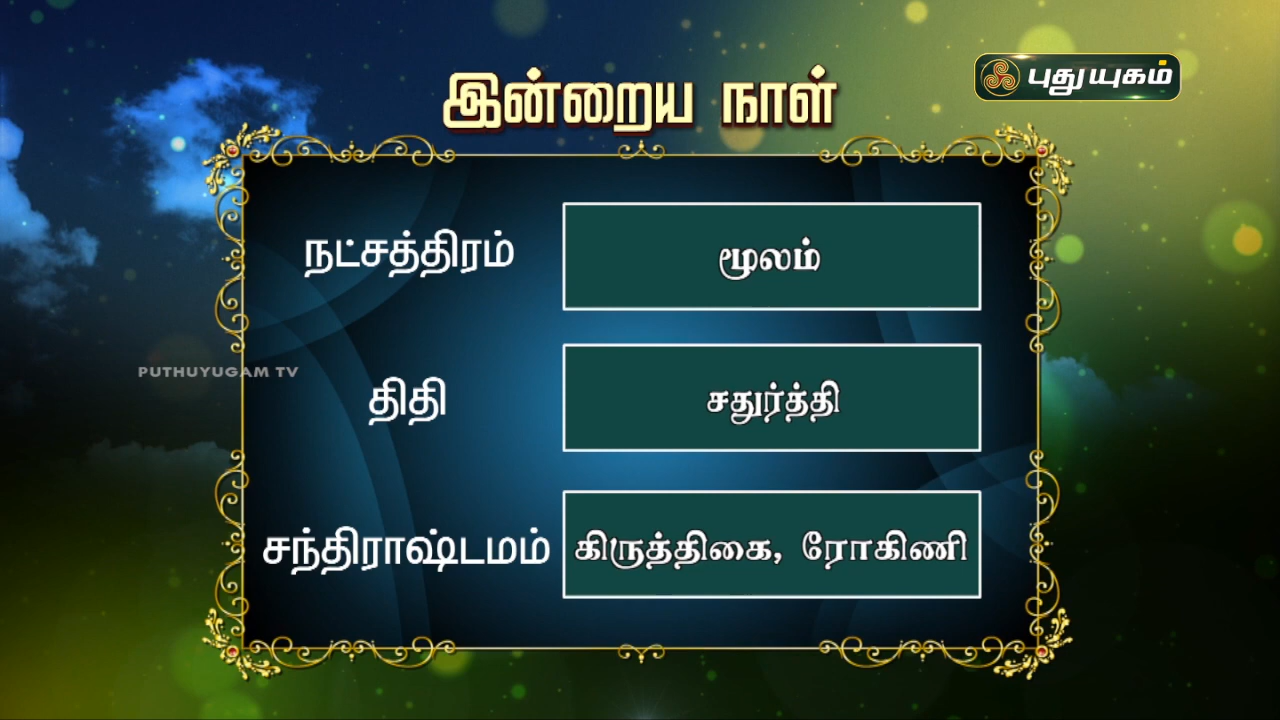 இன்றைய நாள்
புதுயுகம்
நட்சத்திரம் மூலம்
PUTHUYUGAM TV
திதி சதுர்த்தி
சந்திராஷ்டமம் கிருத்திகை, ரோகிணி